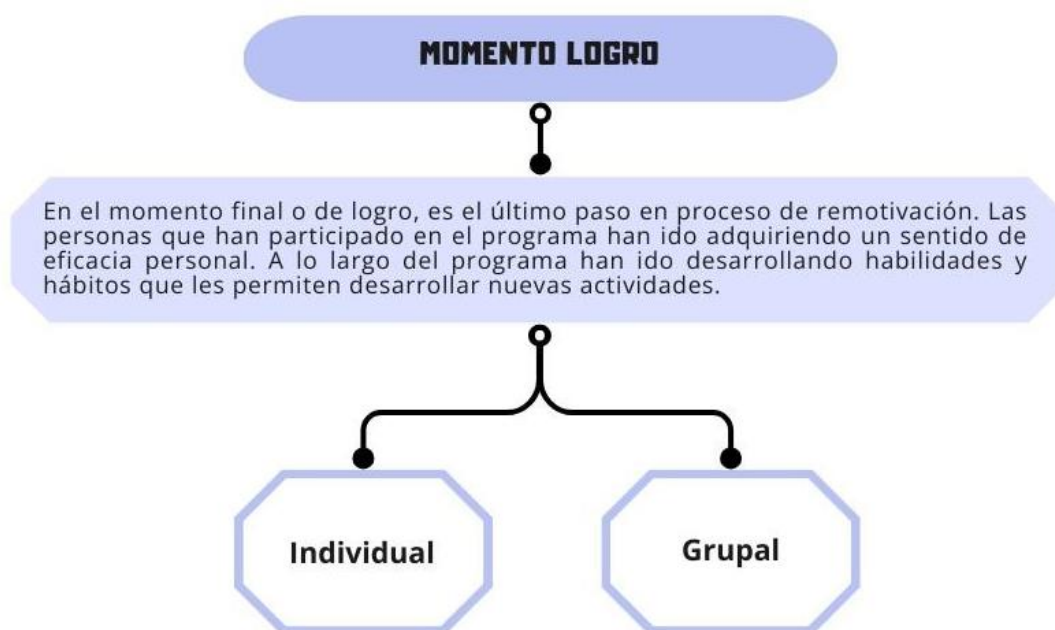 MOMENTO LOGRO
En el momento final o de logro, es el último paso en proceso de remotivación. Las
personas que han participado en el programa han ido adquiriendo un sentido de
eficacia personal. A lo largo del programa han ido desarrollando habilidades y
hábitos que les permiten desarrollar nuevas actividades.
Individual
Grupal